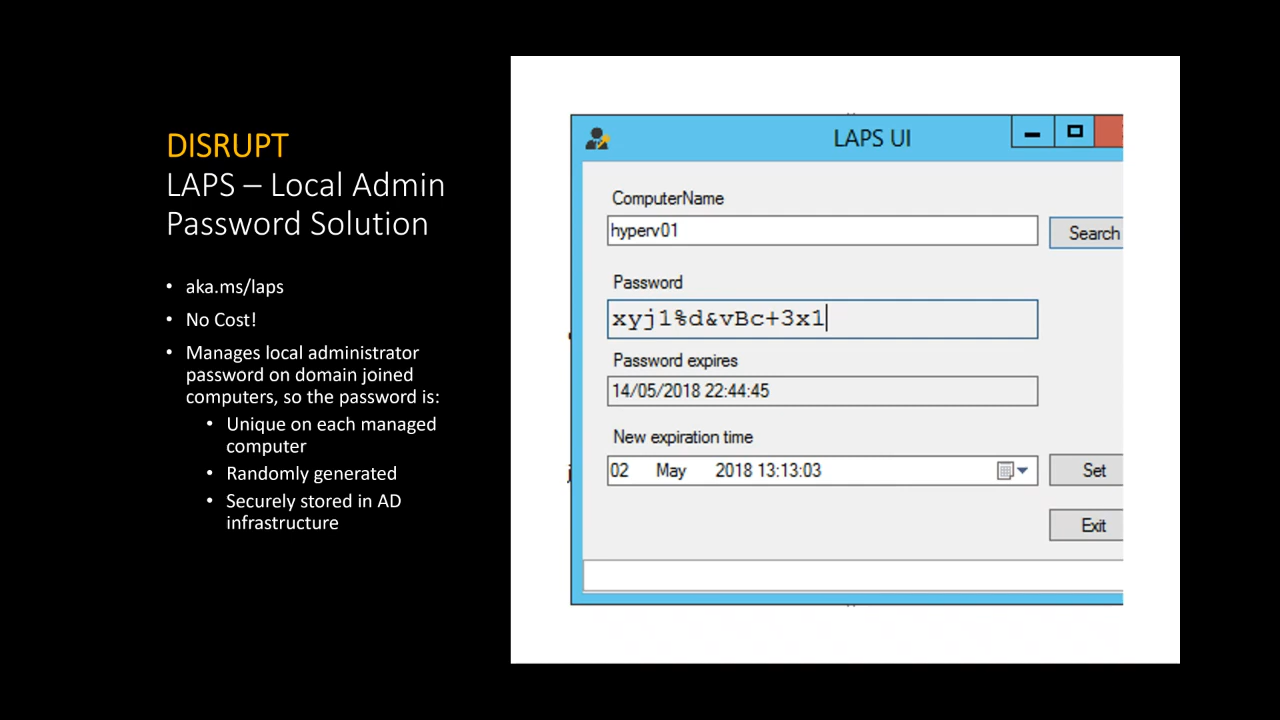 DISRUPT
LAPS – Local Admin
Password Solution
• aka.ms/laps
• No Cost!
• Manages local administrator
password on domain joined
computers, so the password is:
• Unique on each managed
computer
• Randomly generated
• Securely stored in AD
infrastructure
LAPS UI
ComputerName
hyperv01
Search
Password
xyj1%d&vBc+3x1
Password expires
14/05/2018 22:44:45
New expiration time
02 May 2018 13:13:03
Set
Exit